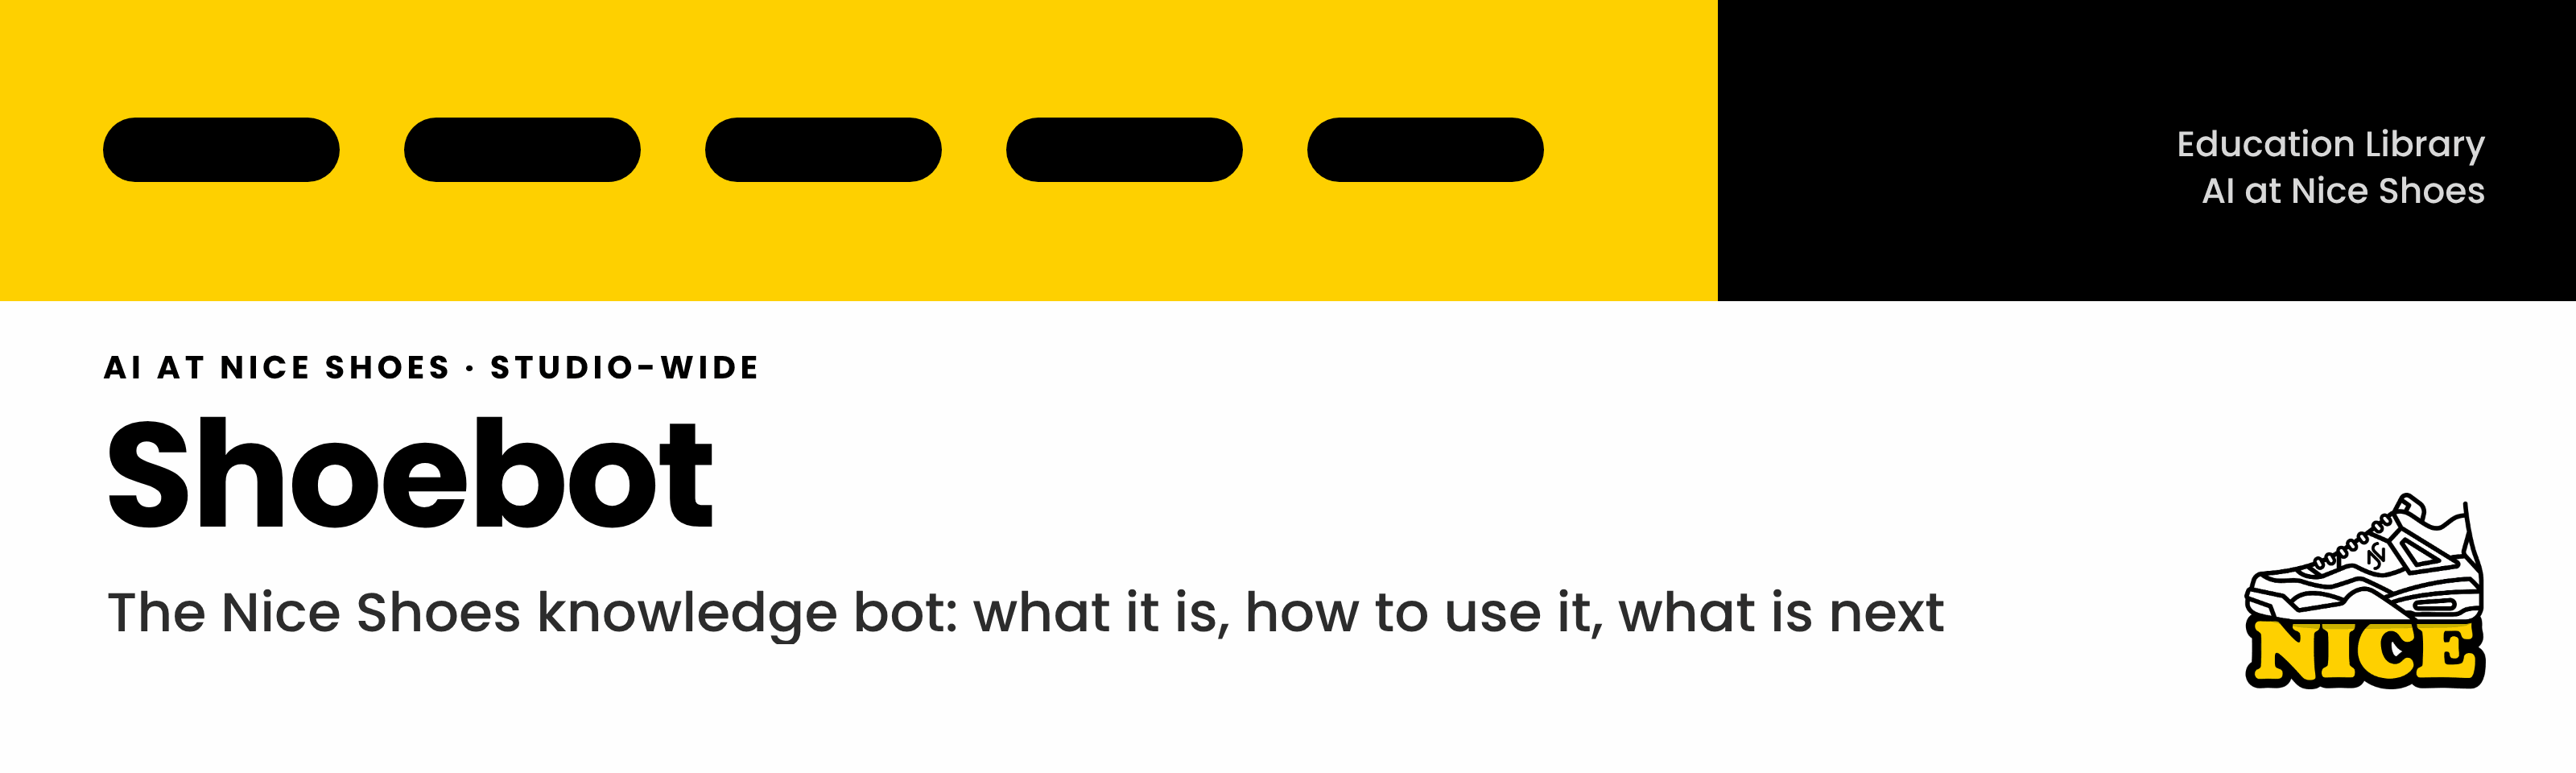 Education Library
AI at Nice Shoes
AI AT NICE SHOES · STUDIO-WIDE
Shoebot
The Nice Shoes knowledge bot: what it is, how to use it, what is next
NICE